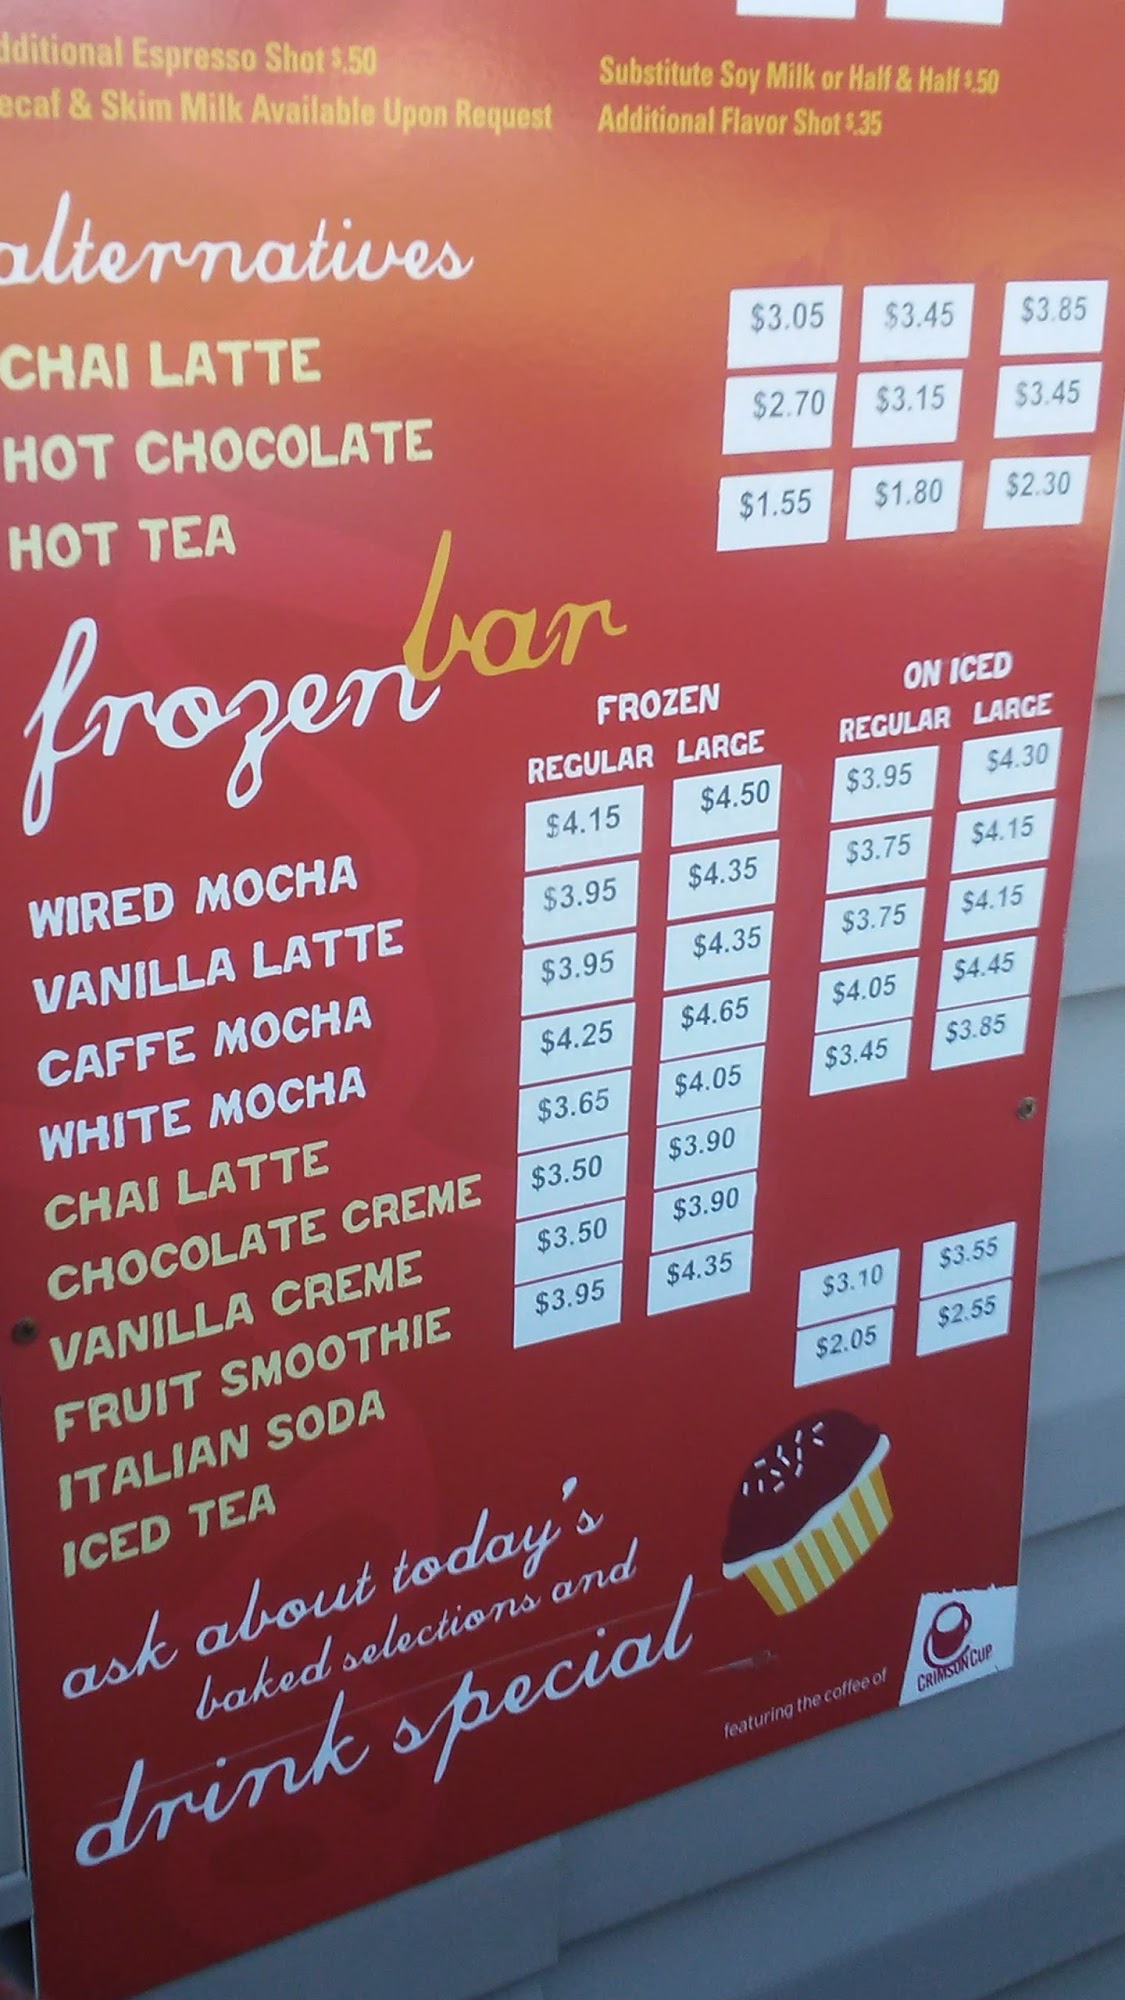 dditional Espresso Shot $.50
Substitute Soy Milk or Half & Half $.50
ecaf & Skim Milk Available Upon Request
Additional Flavor Shot $.35
alternatives
CHAI LATTE $3.05 $3.45 $3.85
HOT CHOCOLATE $2.70 $3.15 $3.45
HOT TEA $1.55 $1.80 $2.30
frozen bar
FROZEN ON ICED
REGULAR LARGE REGULAR LARGE
WIRED MOCHA $4.15 $4.50 $3.95 $4.30
VANILLA LATTE $3.95 $4.35 $3.75 $4.15
CAFFE MOCHA $3.95 $4.35 $3.75 $4.15
WHITE MOCHA $4.25 $4.65 $4.05 $4.45
CHAI LATTE $3.65 $4.05 $3.45 $3.85
CHOCOLATE CREME $3.50 $3.90
VANILLA CREME $3.50 $3.90
FRUIT SMOOTHIE $3.95 $4.35
ITALIAN SODA $3.10 $3.55
ICED TEA $2.05 $2.55
ask about today's
baked selections and
drink special
featuring the coffee of
CRIMSON CUP